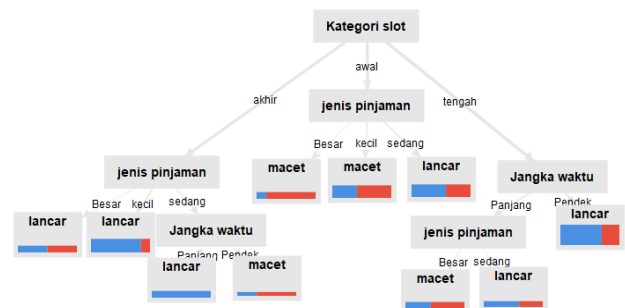 Kategori slot
awal
akhir
tengah
jenis pinjaman
Besar kecil sedang
jenis pinjaman
macet
macet
lancar
Jangka waktu
Besar kecil sedang
Panjang Pendek
lancar
lancar
Jangka waktu
jenis pinjaman
lancar
Panjang Pendek
Besar sedang
lancar
macet
macet
lancar